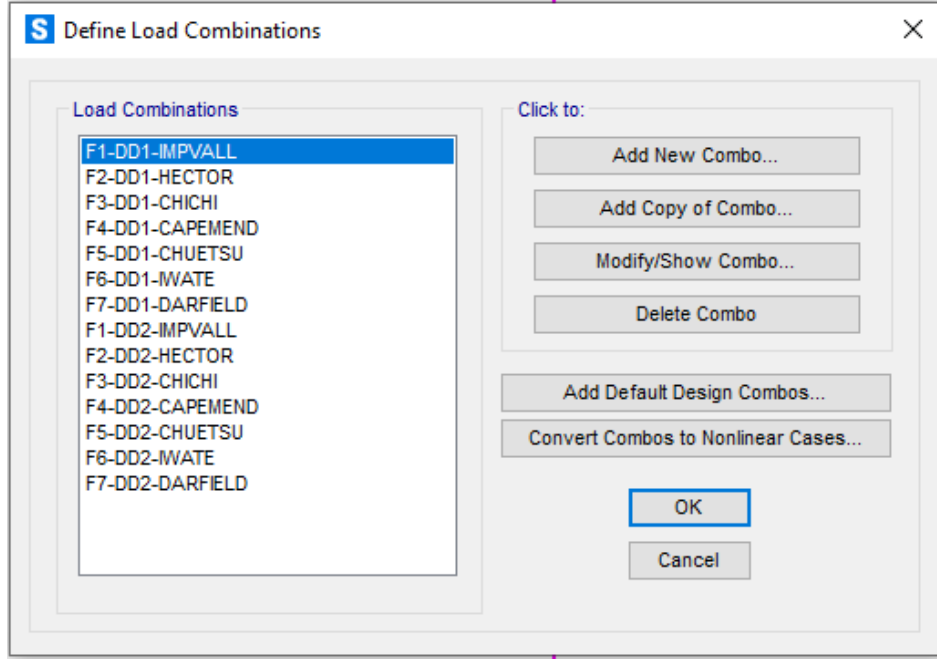 S Define Load Combinations
Load Combinations
F1-DD1-IMPVALL
F2-DD1-HECTOR
F3-DD1-CHICHI
F4-DD1-CAPEMEND
F5-DD1-CHUETSU
F6-DD1-IWATE
F7-DD1-DARFIELD
F1-DD2-IMPVALL
F2-DD2-HECTOR
F3-DD2-CHICHI
F4-DD2-CAPEMEND
F5-DD2-CHUETSU
F6-DD2-IWATE
F7-DD2-DARFIELD
Click to:
Add New Combo...
Add Copy of Combo...
Modify/Show Combo...
Delete Combo
Add Default Design Combos...
Convert Combos to Nonlinear Cases...
OK
Cancel